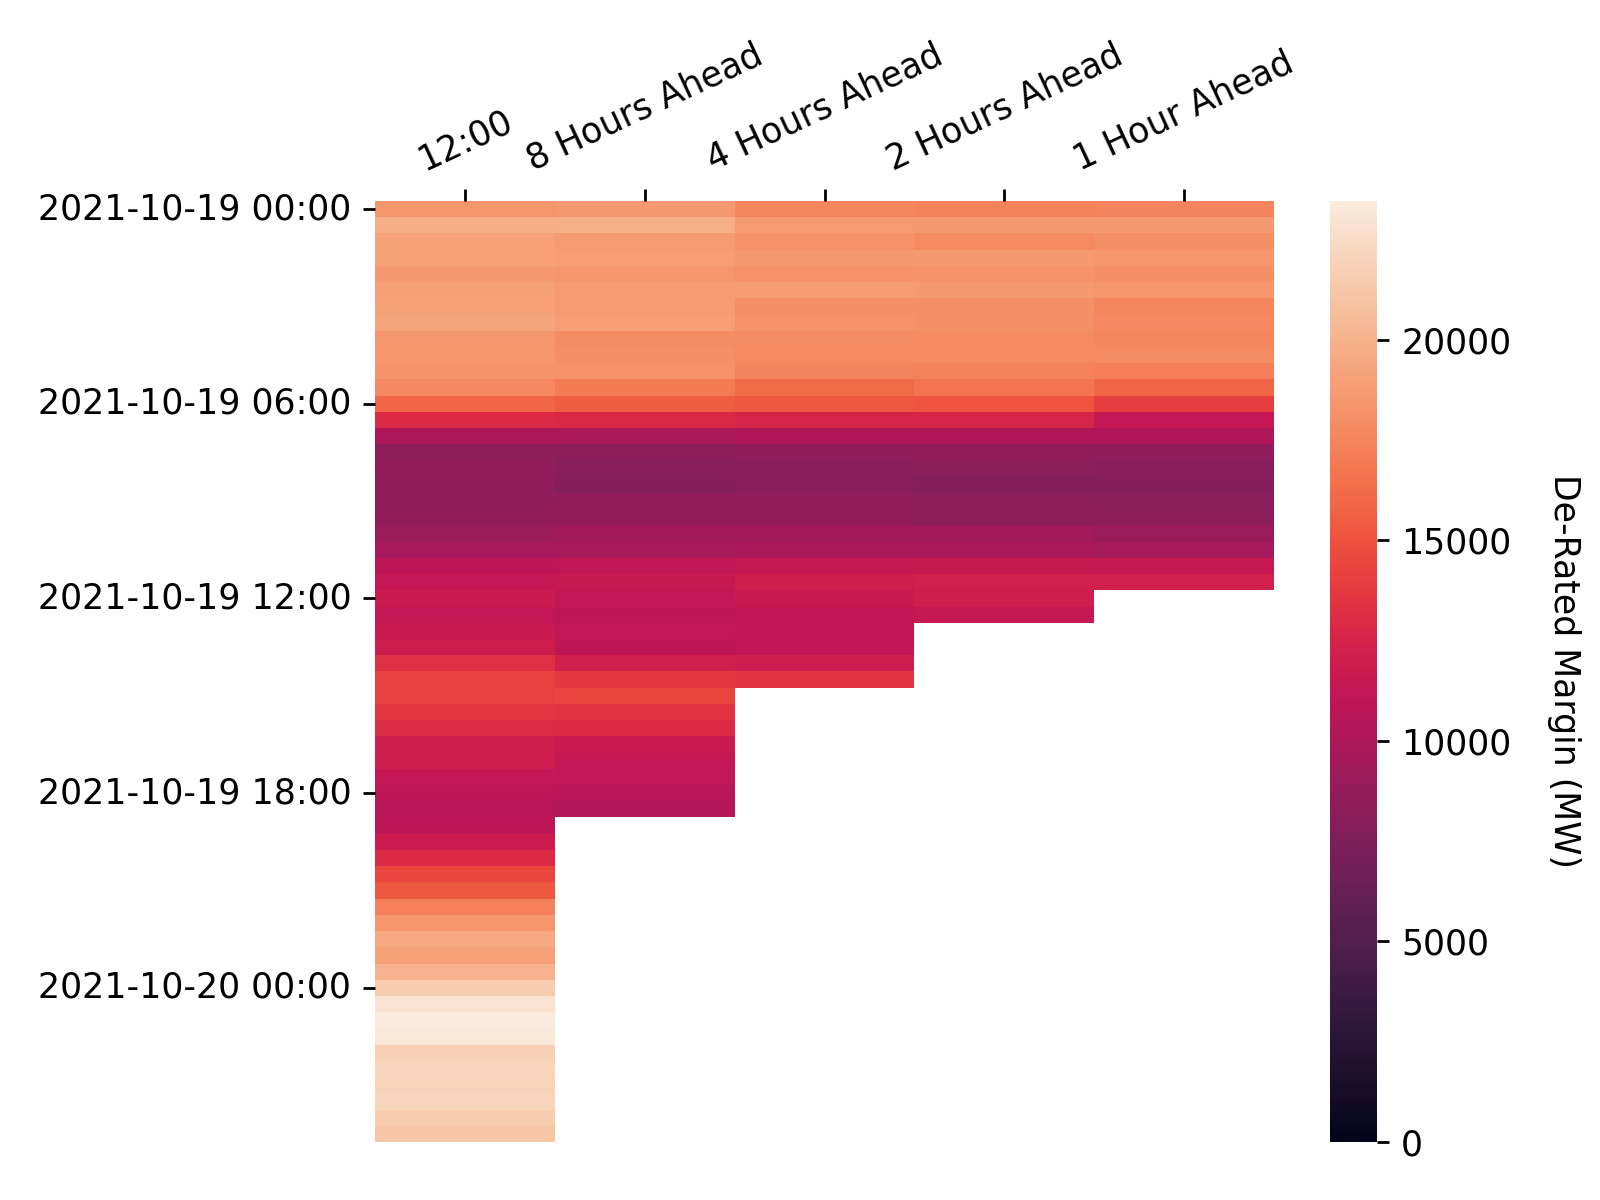 12:00
8 Hours Ahead
4 Hours Ahead
2 Hours Ahead
1 Hour Ahead
2021-10-19 00:00
2021-10-19 06:00
2021-10-19 12:00
2021-10-19 18:00
2021-10-20 00:00
20000
15000
10000
5000
0
De-Rated Margin (MW)